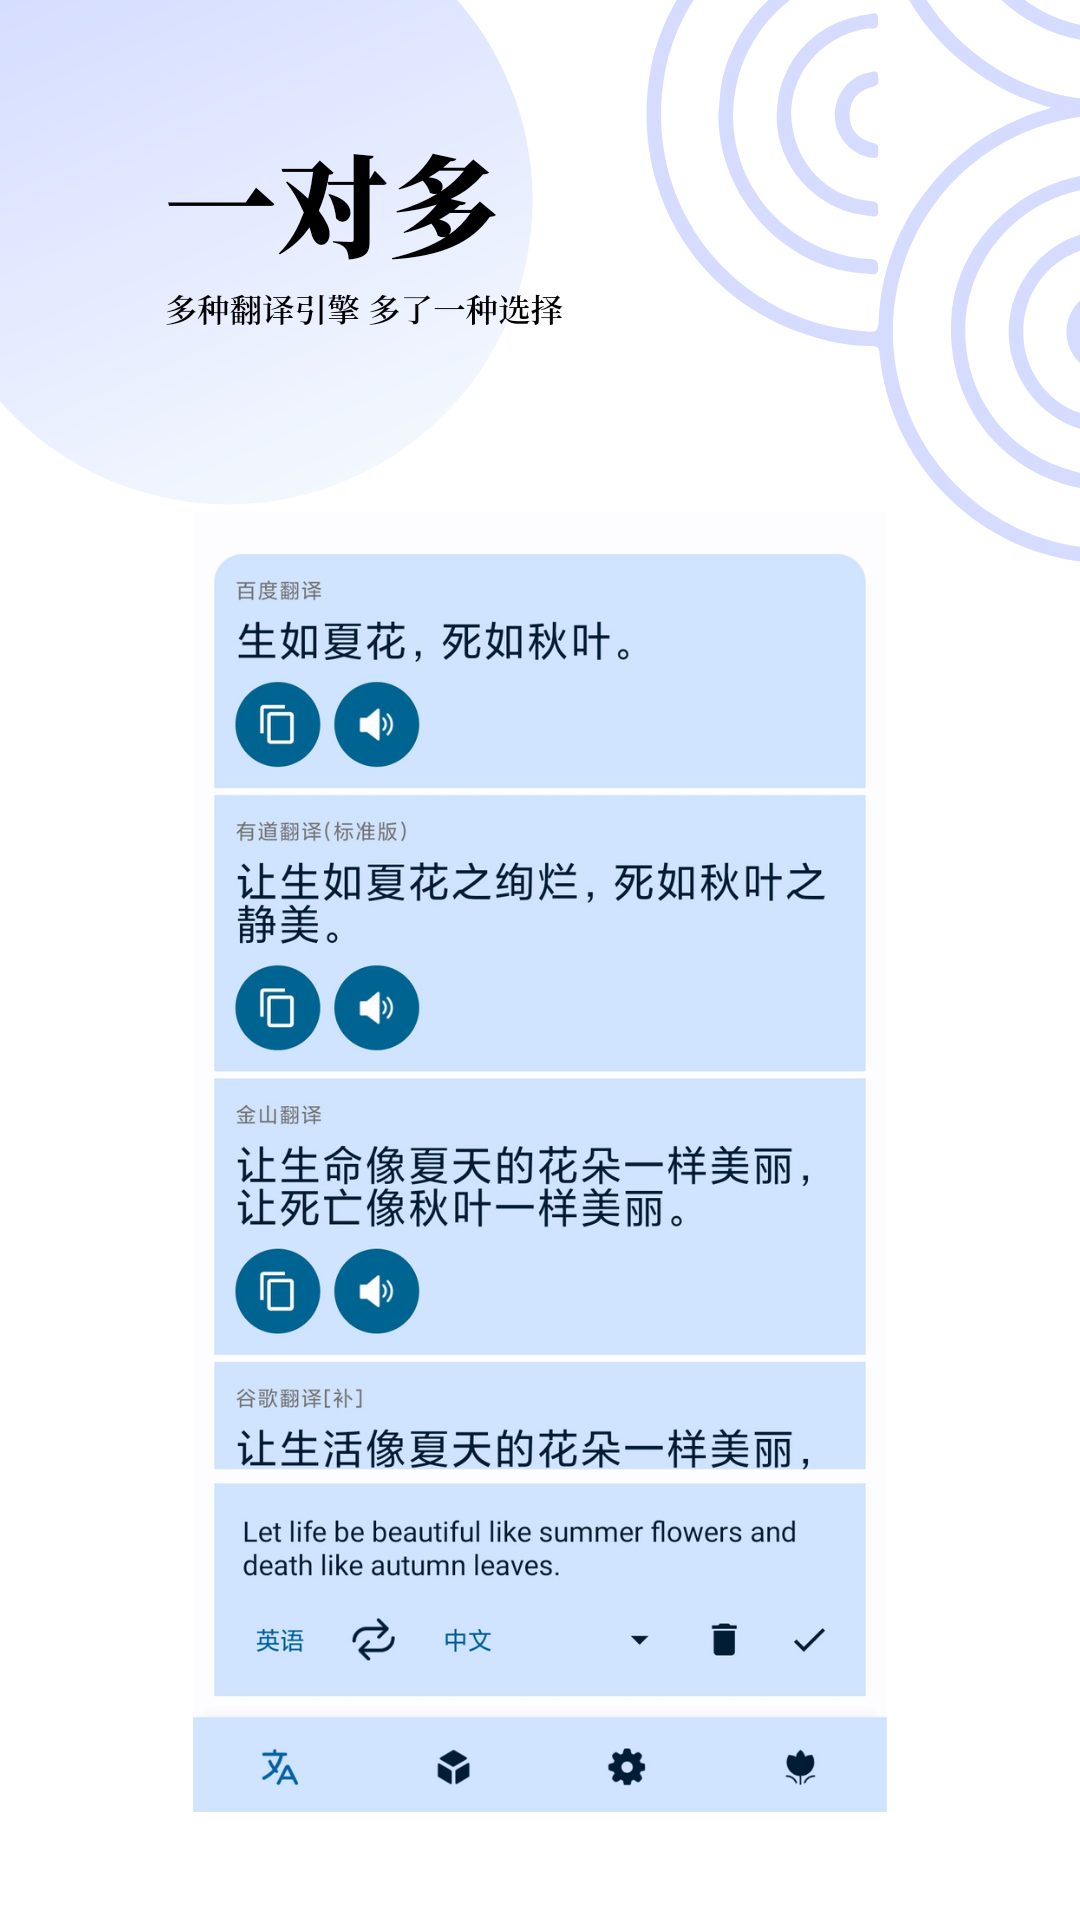 一对多
多种翻译引擎 多了一种选择
百度翻译
生如夏花，死如秋叶。
有道翻译(标准版)
让生如夏花之绚烂，死如秋叶之
静美。
金山翻译
让生命像夏天的花朵一样美丽，
让死亡像秋叶一样美丽。
谷歌翻译[补]
让生活像夏天的花朵一样美丽，
Let life be beautiful like summer flowers and
death like autumn leaves.
英语 中文